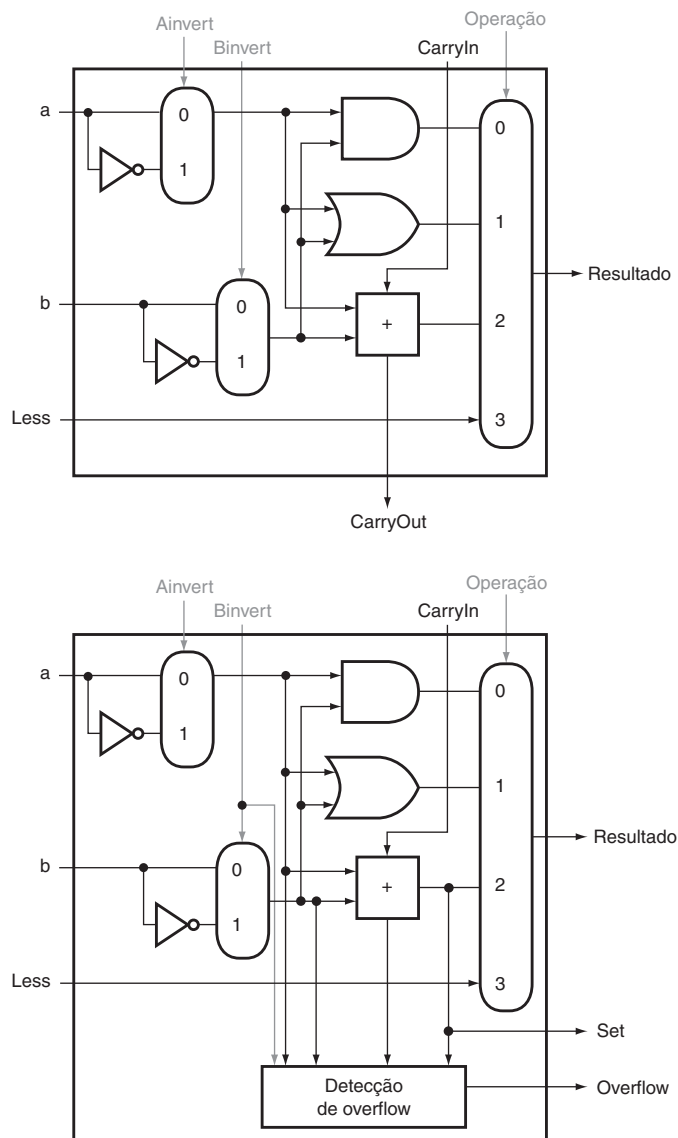 Ainvert
Operação
Binvert
CarryIn
a
0
0
1
1
b
0
Resultado
+
2
1
Less
3
CarryOut
Ainvert
Operação
Binvert
CarryIn
a
0
0
1
1
Resultado
b
0
+
2
1
Less
3
Set
Detecção
de overflow
Overflow